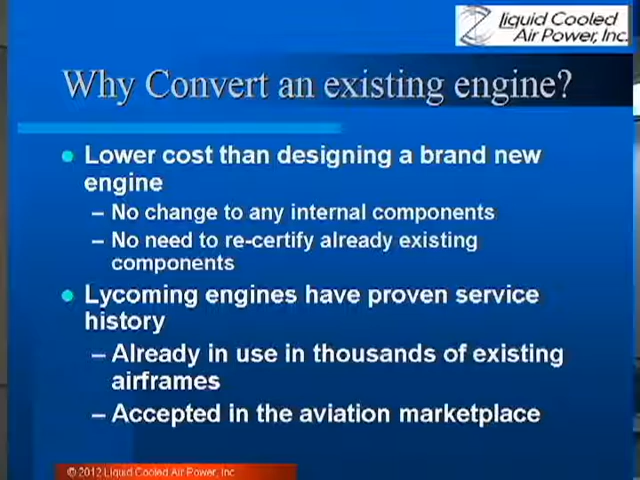 Liquid Cooled
Air Power, Inc.
Why Convert an existing engine?
Lower cost than designing a brand new
engine
– No change to any internal components
– No need to re-certify already existing
components
Lycoming engines have proven service
history
– Already in use in thousands of existing
airframes
– Accepted in the aviation marketplace
© 2012 Liquid Cooled Air Power, Inc